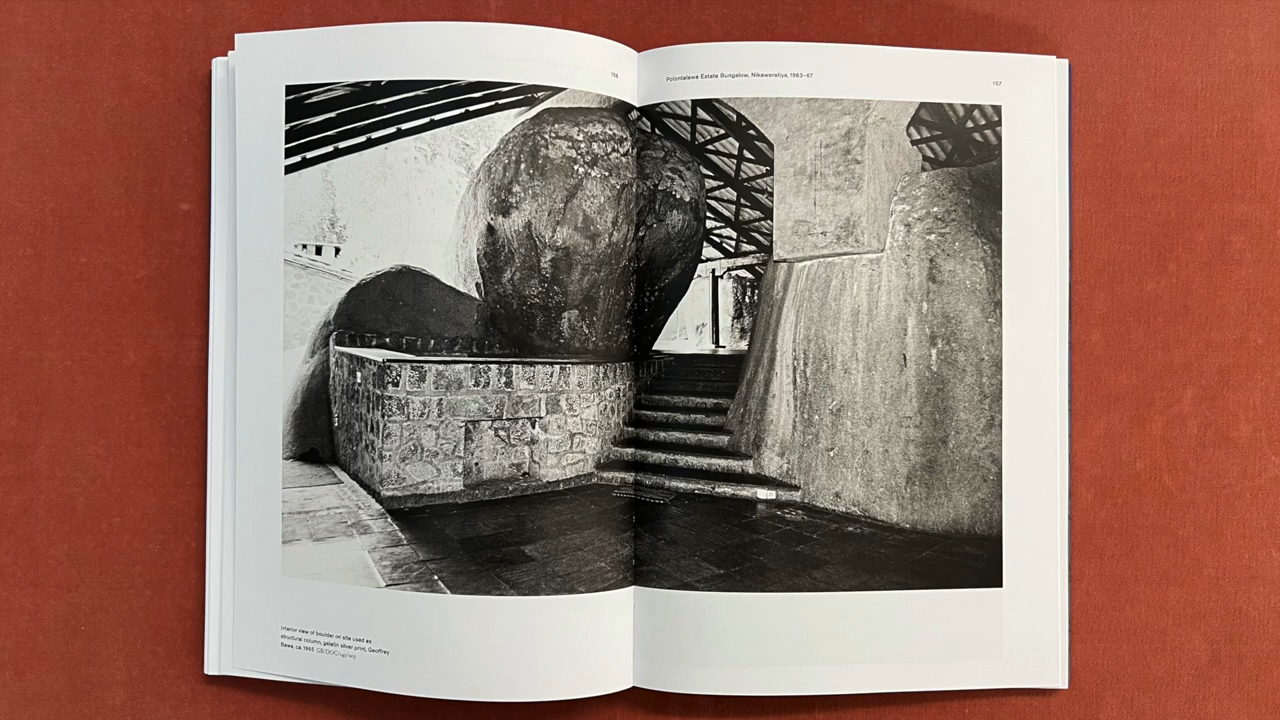 156
Polontalawa Estate Bungalow, Nikaweratiya, 1963–67
157
Interior view of boulder on site used as
structural column, gelatin silver print, Geoffrey
Bawa, ca. 1965